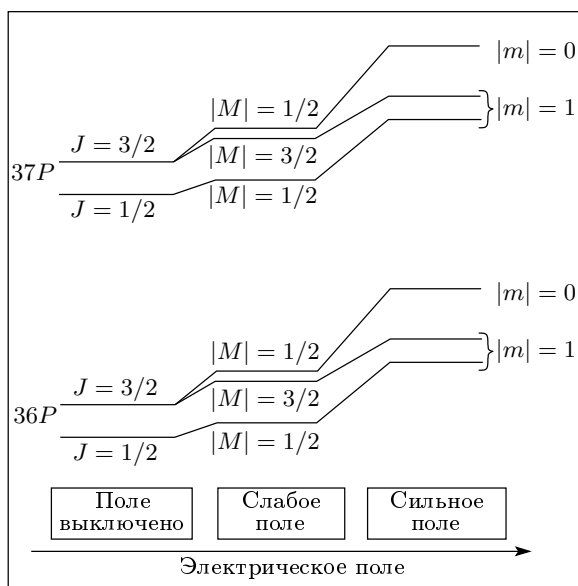 |m| = 0
|M| = 1/2
|m| = 1
J = 3/2
|M| = 3/2
37P
J = 1/2
|M| = 1/2
|m| = 0
|M| = 1/2
|m| = 1
J = 3/2
|M| = 3/2
36P
J = 1/2
|M| = 1/2
Поле
выключено
Слабое
поле
Сильное
поле
Электрическое поле